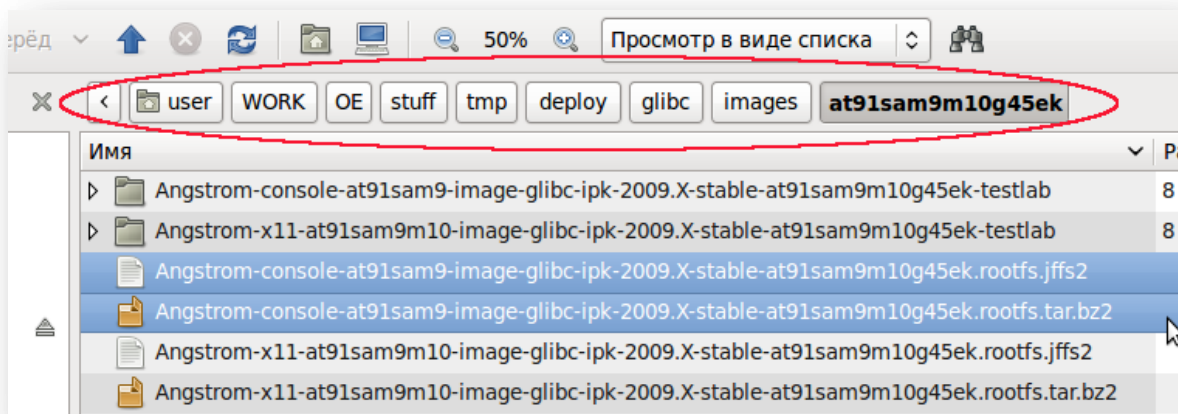 50% Просмотр в виде списка
user WORK OE stuff tmp deploy glibc images at91sam9m10g45ek
Имя
Angstrom-console-at91sam9-image-glibc-ipk-2009.X-stable-at91sam9m10g45ek-testlab 8
Angstrom-x11-at91sam9m10-image-glibc-ipk-2009.X-stable-at91sam9m10g45ek-testlab 8
Angstrom-console-at91sam9-image-glibc-ipk-2009.X-stable-at91sam9m10g45ek.rootfs.jffs2
Angstrom-console-at91sam9-image-glibc-ipk-2009.X-stable-at91sam9m10g45ek.rootfs.tar.bz2
Angstrom-x11-at91sam9m10-image-glibc-ipk-2009.X-stable-at91sam9m10g45ek.rootfs.jffs2
Angstrom-x11-at91sam9m10-image-glibc-ipk-2009.X-stable-at91sam9m10g45ek.rootfs.tar.bz2